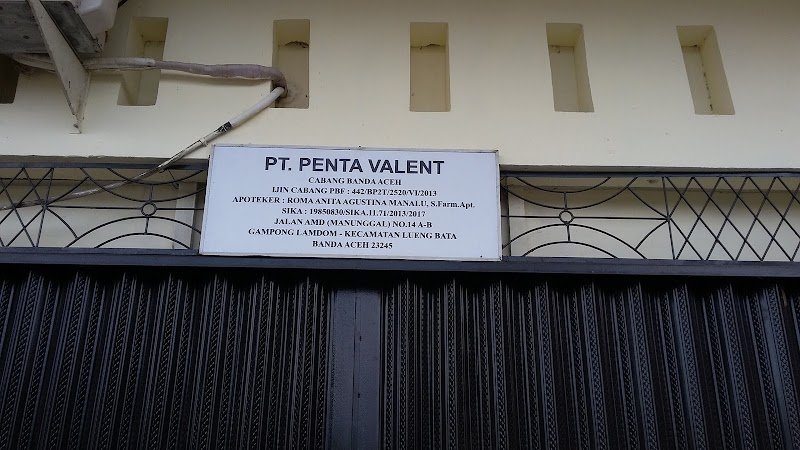 PT. PENTA VALENT
CABANG BANDA ACEH
IJIN CABANG PBF : 442/BP2T/2520/VI/2013
APOTEKER : ROMA ANITA AGUSTINA MANALU, S.Farm.Apt.
SIKA : 19850830/SIKA.11.71/2013/2017
JALAN AMD (MANUNGGAL) NO.14 A-B
GAMPONG LAMDOM - KECAMATAN LUENG BATA
BANDA ACEH 23245